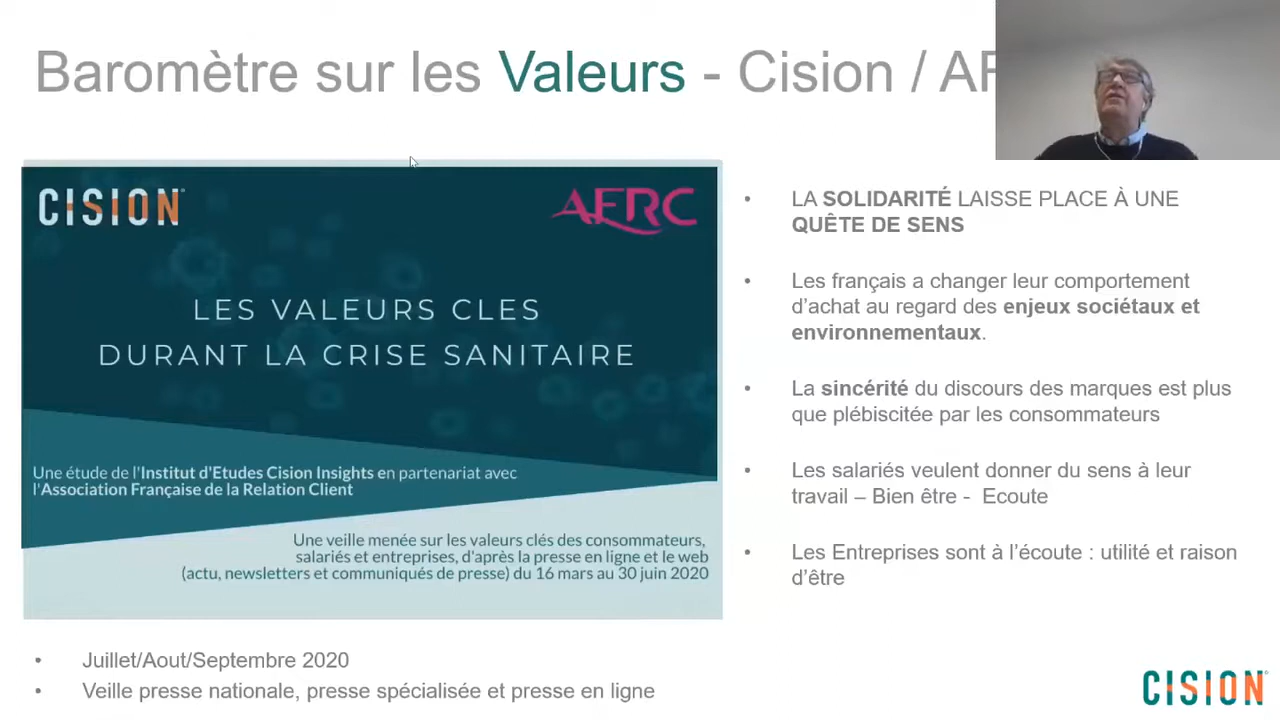 Baromètre sur les Valeurs - Cision / AF
CISION
AFRC
LES VALEURS CLES
DURANT LA CRISE SANITAIRE
Une étude de l'Institut d'Etudes Cision Insights en partenariat avec
l'Association Française de la Relation Client
Une veille menée sur les valeurs clés des consommateurs,
salariés et entreprises, d'après la presse en ligne et le web
(actu, newsletters et communiqués de presse) du 16 mars au 30 juin 2020
• LA SOLIDARITÉ LAISSE PLACE À UNE
QUÊTE DE SENS
• Les français a changer leur comportement
d'achat au regard des enjeux sociétaux et
environnementaux.
• La sincérité du discours des marques est plus
que plébiscitée par les consommateurs
• Les salariés veulent donner du sens à leur
travail – Bien être - Ecoute
• Les Entreprises sont à l'écoute : utilité et raison
d'être
• Juillet/Aout/Septembre 2020
• Veille presse nationale, presse spécialisée et presse en ligne
CISION